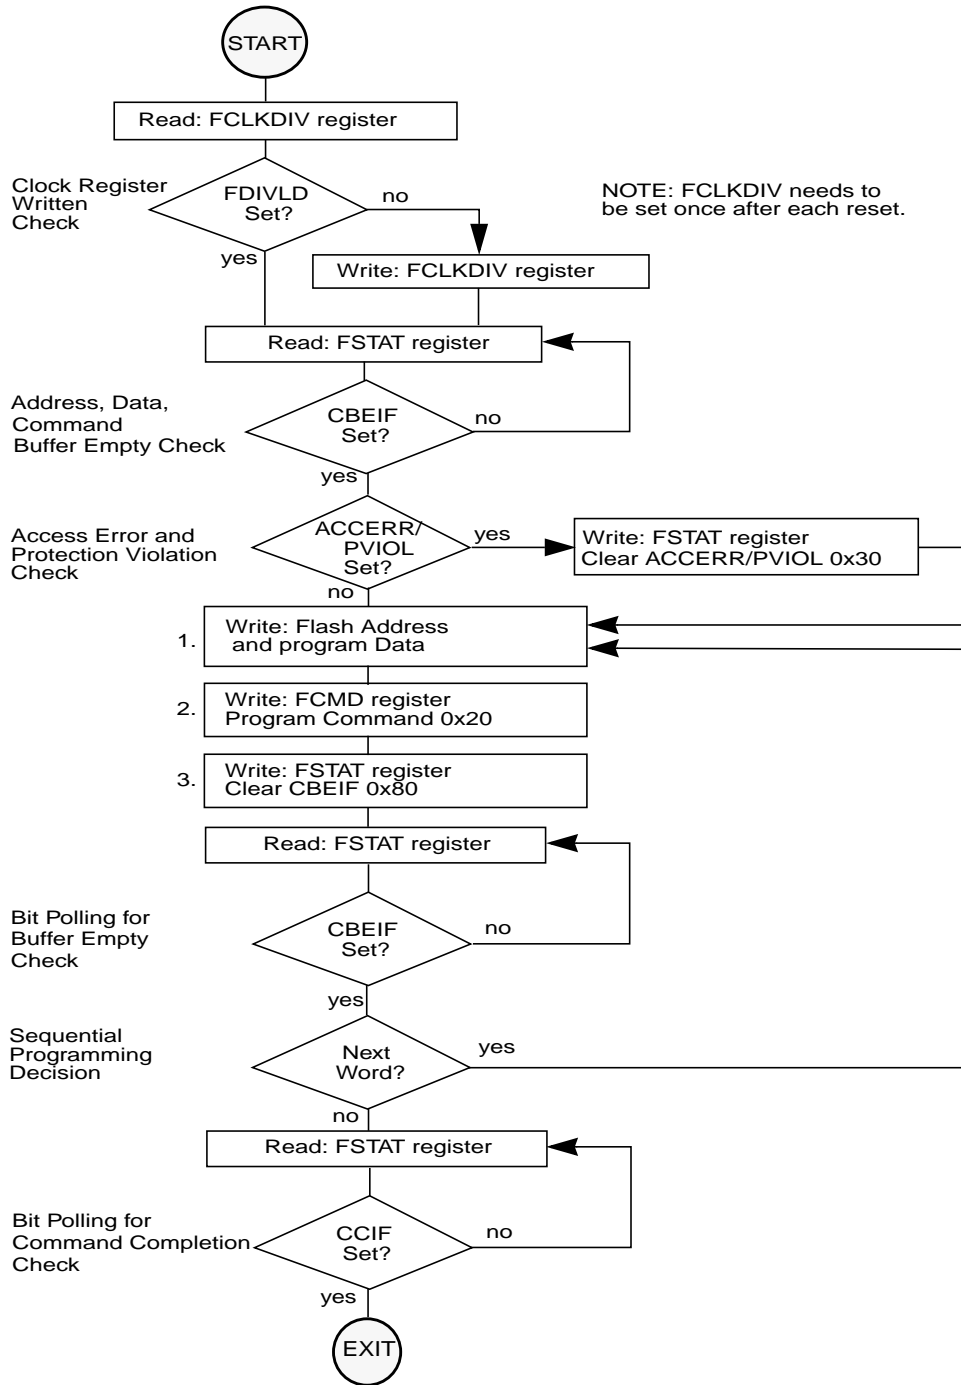 START
Read: FCLKDIV register
Clock Register
Written
Check
FDIVLD
Set?
no
yes
NOTE: FCLKDIV needs to
be set once after each reset.
Write: FCLKDIV register
Read: FSTAT register
Address, Data,
Command
Buffer Empty Check
CBEIF
Set?
no
yes
Access Error and
Protection Violation
Check
ACCERR/
PVIOL
Set?
yes
no
Write: FSTAT register
Clear ACCERR/PVIOL 0x30
1.
Write: Flash Address
and program Data
2.
Write: FCMD register
Program Command 0x20
3.
Write: FSTAT register
Clear CBEIF 0x80
Read: FSTAT register
Bit Polling for
Buffer Empty
Check
CBEIF
Set?
no
yes
Sequential
Programming
Decision
Next
Word?
yes
no
Read: FSTAT register
Bit Polling for
Command Completion
Check
CCIF
Set?
no
yes
EXIT